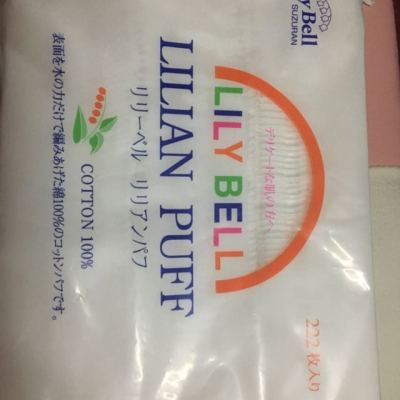 y Bell
SUZURAN
デリケートな肌の方へ
LILY BELL
LILIAN PUFF
リリーベル リリアンパフ
COTTON 100%
表面を水の力だけで編みあげた綿100%のコットンパフです。
222枚入り